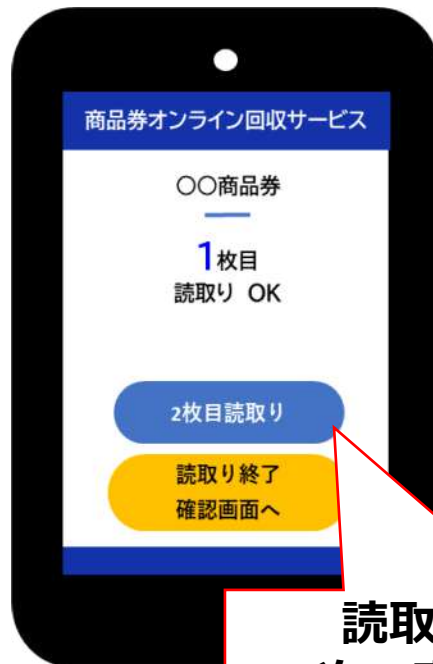 商品券オンライン回収サービス
〇〇商品券
1枚目
読取り OK
2枚目読取り
読取り終了
確認画面へ
読取